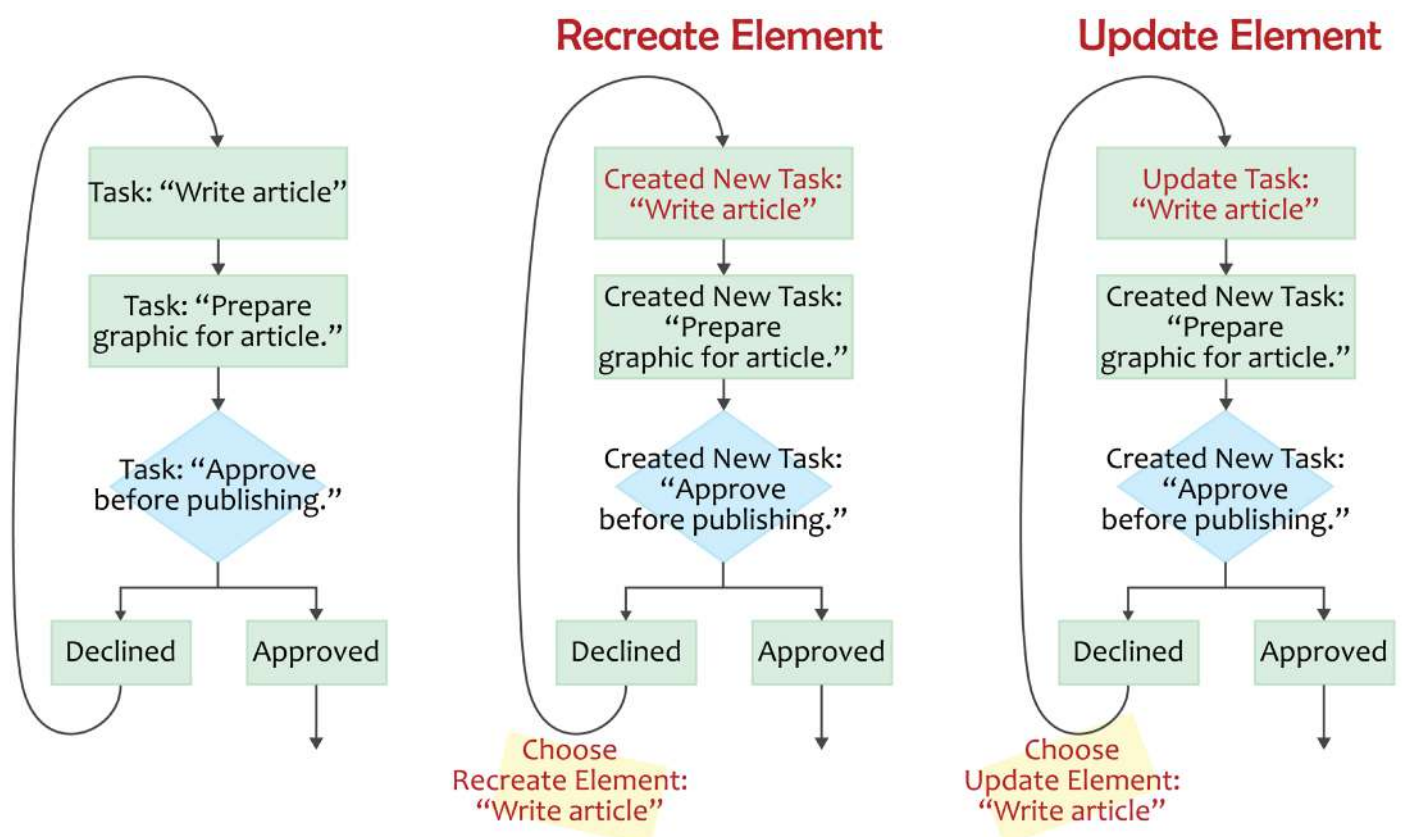 Recreate Element
Update Element
Task: “Write article”
Task: “Prepare
graphic for article.”
Task: “Approve
before publishing.”
Declined
Approved
Created New Task:
“Write article”
Created New Task:
“Prepare
graphic for article.”
Created New Task:
“Approve
before publishing.”
Declined
Approved
Choose
Recreate Element:
“Write article”
Update Task:
“Write article”
Created New Task:
“Prepare
graphic for article.”
Created New Task:
“Approve
before publishing.”
Declined
Approved
Choose
Update Element:
“Write article”